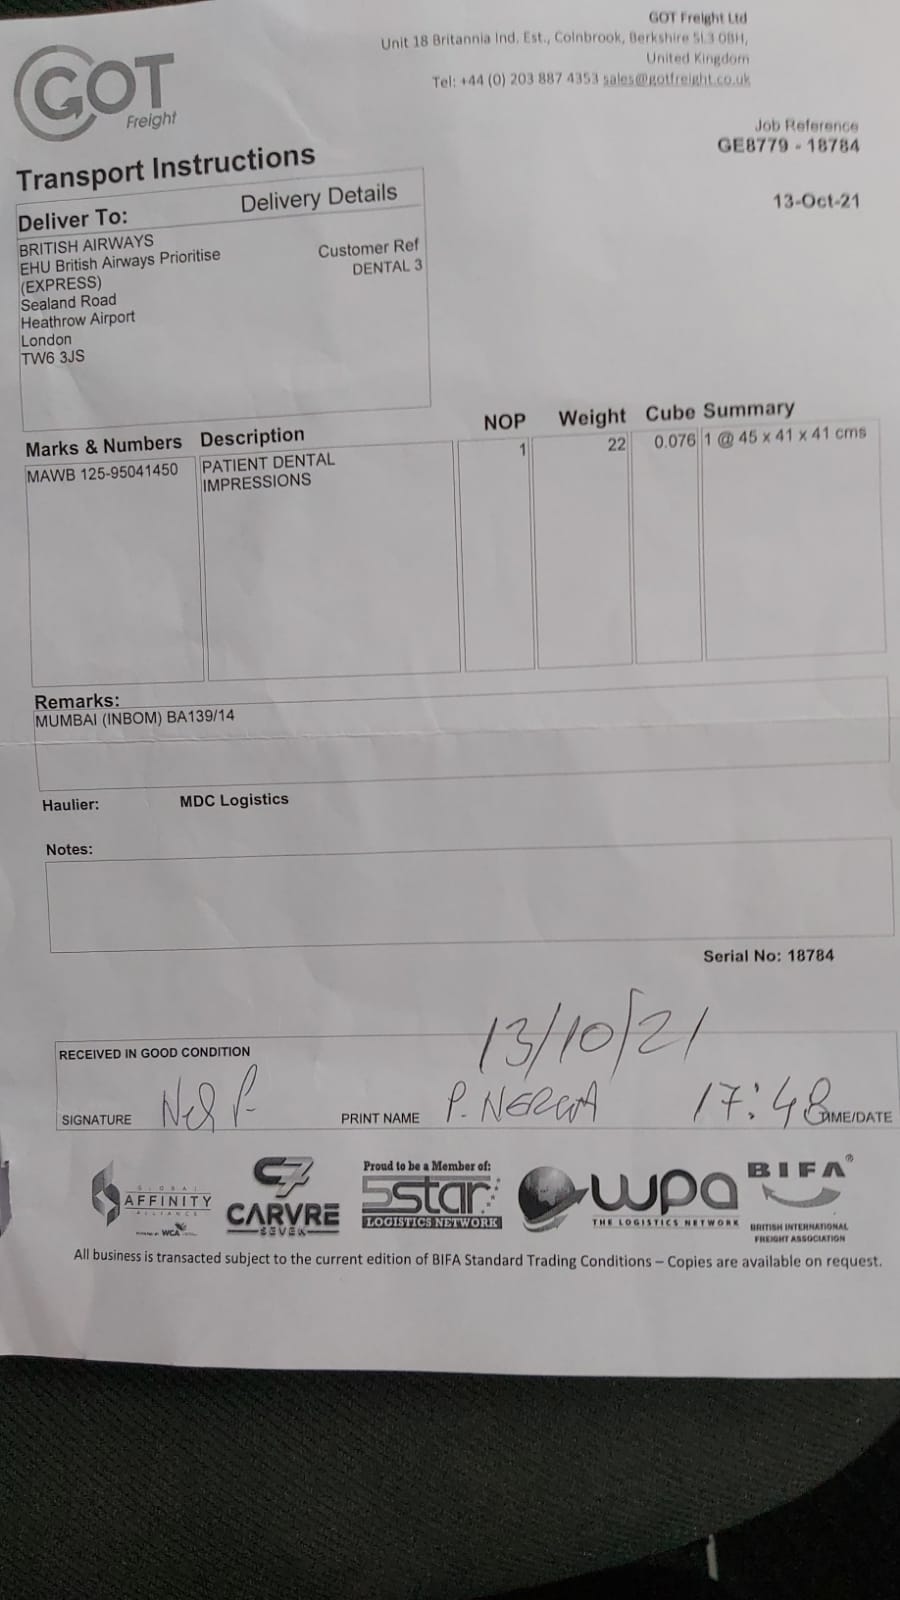 GOT Freight Ltd
Unit 18 Britannia Ind. Est., Colnbrook, Berkshire SL3 0BH,
United Kingdom
Tel: +44 (0) 203 887 4353 sales@gotfreight.co.uk
GOT
Freight
Job Reference
GE8779 - 18784
Transport Instructions
13-Oct-21
Deliver To: Delivery Details
BRITISH AIRWAYS
EHU British Airways Prioritise
(EXPRESS)
Sealand Road
Heathrow Airport
London
TW6 3JS
Customer Ref
DENTAL 3
Marks & Numbers Description NOP Weight Cube Summary
MAWB 125-95041450 PATIENT DENTAL 1 22 0.076 1 @ 45 x 41 x 41 cms
IMPRESSIONS
Remarks:
MUMBAI (INBOM) BA139/14
Haulier: MDC Logistics
Notes:
Serial No: 18784
13/10/21
RECEIVED IN GOOD CONDITION
SIGNATURE PRINT NAME P. 17:48 TIME/DATE
GLOBAL
AFFINITY
ALLIANCE
WCA
C7
CARVRE
SEVEN
Proud to be a Member of:
5star
LOGISTICS NETWORK
wpa
THE LOGISTICS NETWORK
BIFA®
BRITISH INTERNATIONAL
FREIGHT ASSOCIATION
All business is transacted subject to the current edition of BIFA Standard Trading Conditions – Copies are available on request.